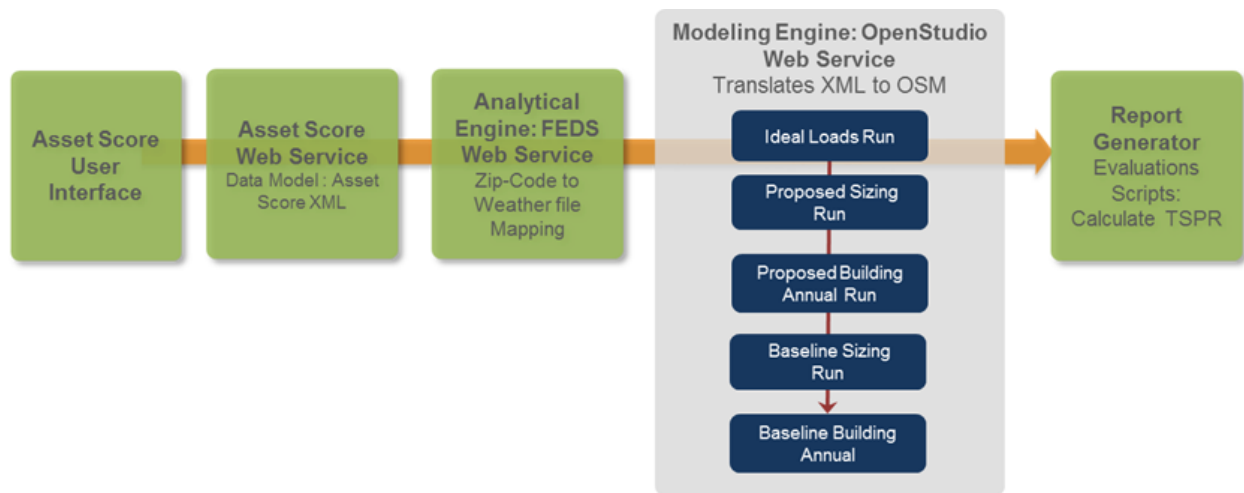 Asset Score
User
Interface
Asset Score
Web Service
Data Model : Asset
Score XML
Analytical
Engine: FEDS
Web Service
Zip-Code to
Weather file
Mapping
Modeling Engine: OpenStudio
Web Service
Translates XML to OSM
Ideal Loads Run
Proposed Sizing
Run
Proposed Building
Annual Run
Baseline Sizing
Run
Baseline Building
Annual
Report
Generator
Evaluations
Scripts:
Calculate TSPR